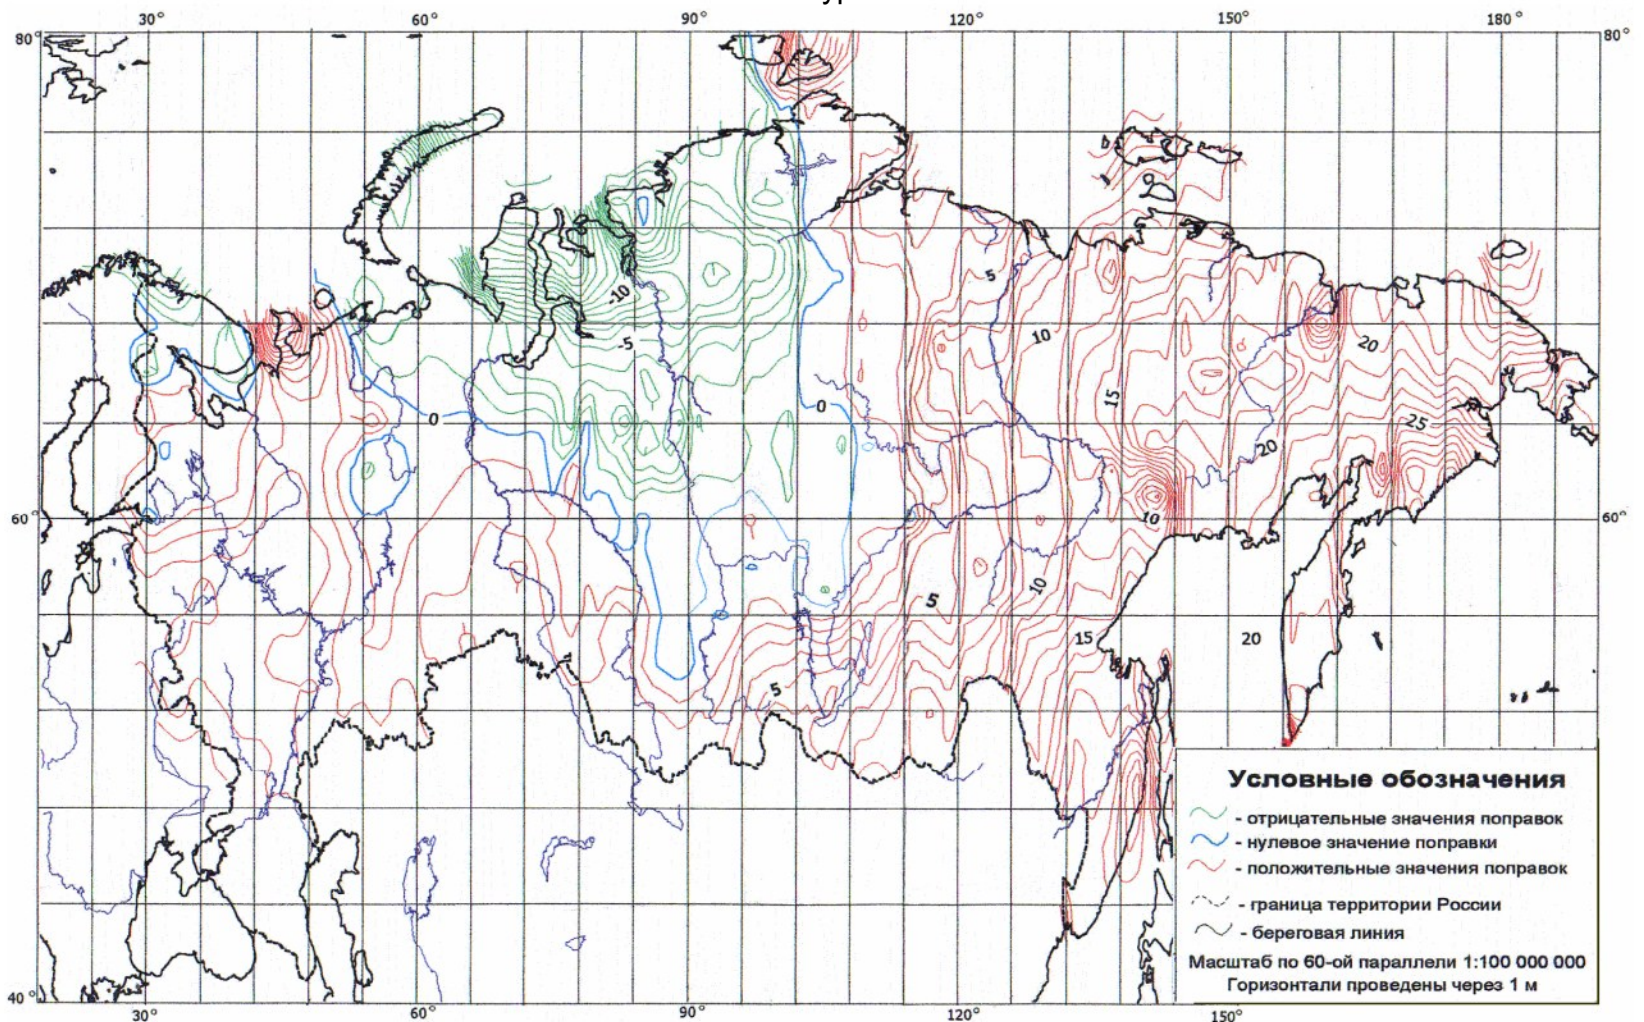 ур
30° 60° 90° 120° 150° 180°
80° 80°
5
-10
10
20
-5
15
0 0
25
20
60° 60°
10
10
5
15 20
5
Условные обозначения
- отрицательные значения поправок
- нулевое значение поправки
- положительные значения поправок
- граница территории России
- береговая линия
Масштаб по 60-ой параллели 1:100 000 000
Горизонтали проведены через 1 м
40°
30° 60° 90° 120° 150°